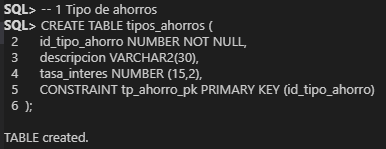 SQL> -- 1 Tipo de ahorros
SQL> CREATE TABLE tipos_ahorros (
2 id_tipo_ahorro NUMBER NOT NULL,
3 descripcion VARCHAR2(30),
4 tasa_interes NUMBER (15,2),
5 CONSTRAINT tp_ahorro_pk PRIMARY KEY (id_tipo_ahorro)
6 );
TABLE created.